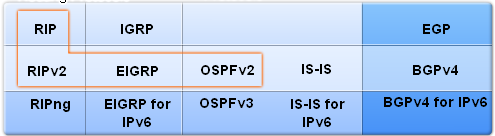 RIP IGRP EGP
RIPv2 EIGRP OSPFv2 IS-IS BGPv4
RIPng EIGRP for OSPFv3 IS-IS for BGPv4 for IPv6
IPv6 IPv6